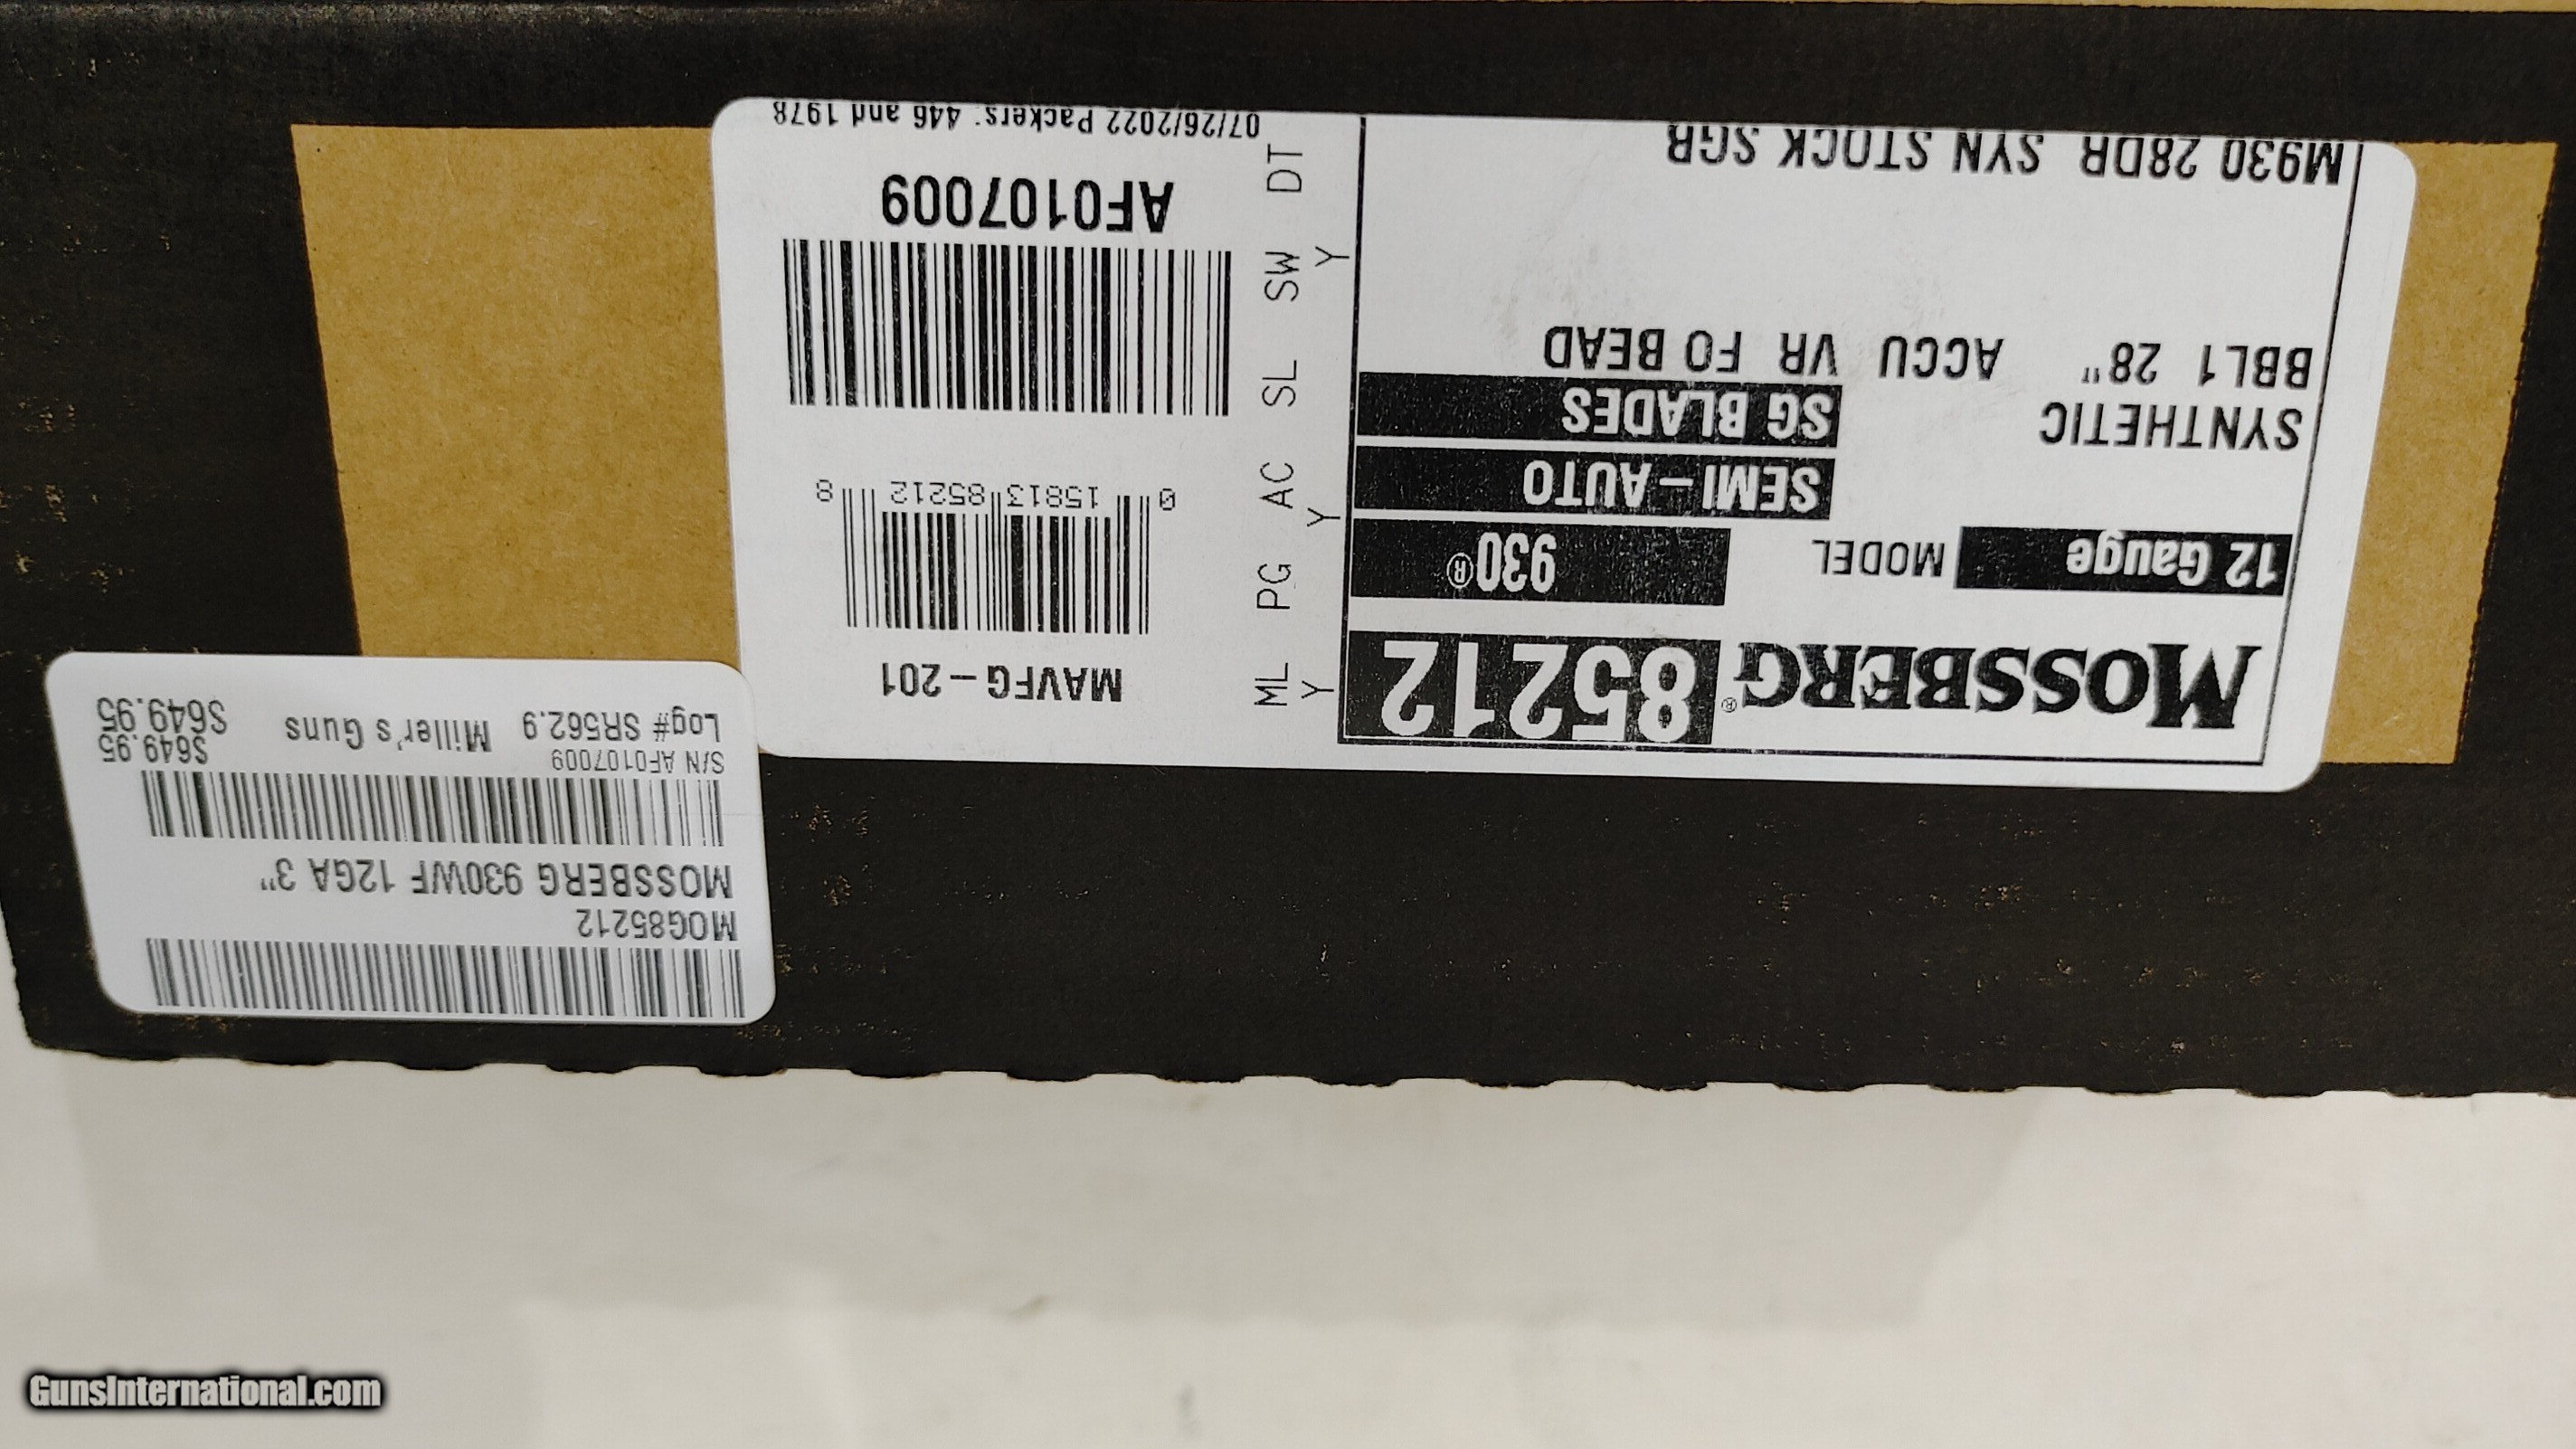 MOSSBERG® 85212
12 Gauge MODEL 930®
SEMI-AUTO
SYNTHETIC SG BLADES
BBL1 28" ACCU VR FO BEAD
M930 28DR SYN STOCK SGB
ML PG AC SL SW DT
Y Y Y
MAVFG-201
0 15813 85212 8
AF0107009
07/26/2022 Packers: 446 and 1978
MOG85212
MOSSBERG 930WF 12GA 3"
S/N AF0107009 $649.95
Log# SR562.9 Miller's Guns $649.95
GunsInternational.com